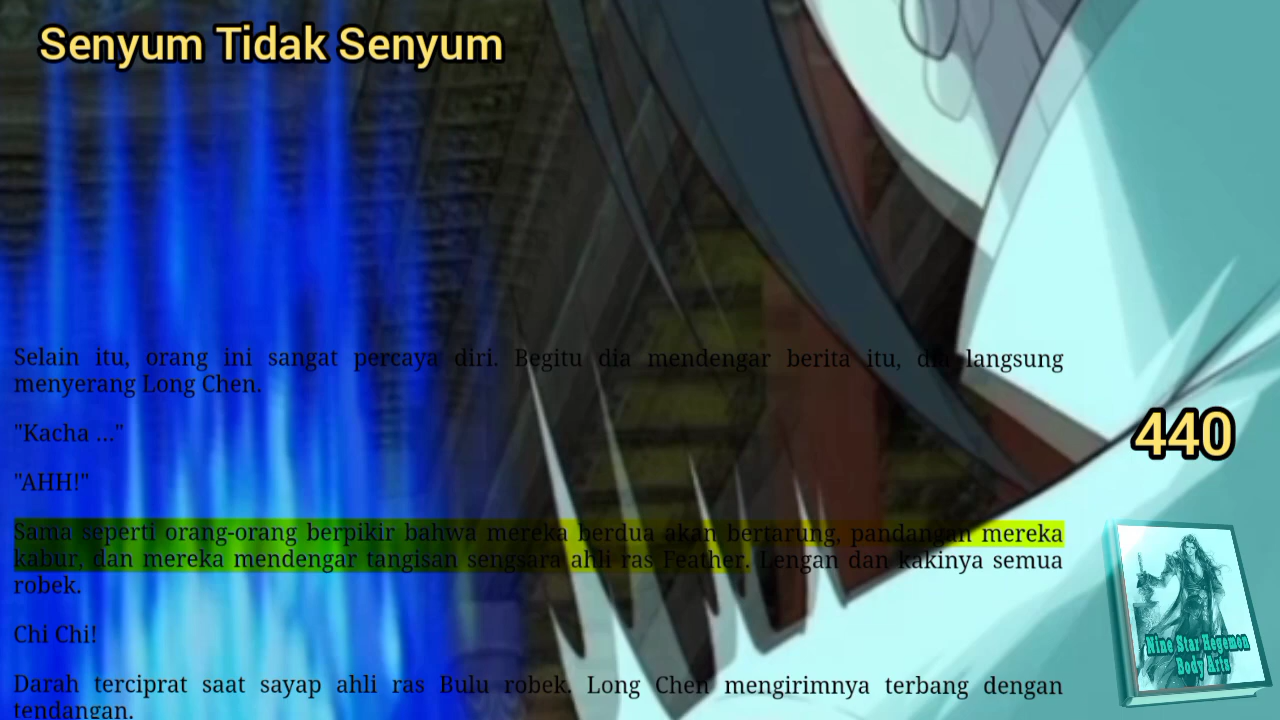 Senyum Tidak Senyum
Selain itu, orang ini sangat percaya diri. Begitu dia mendengar berita itu, dia langsung
menyerang Long Chen.
"Kacha ..."
"AHH!"
Sama seperti orang-orang berpikir bahwa mereka berdua akan bertarung, pandangan mereka
kabur, dan mereka mendengar tangisan sengsara ahli ras Feather. Lengan dan kakinya semua
robek.
Chi Chi!
Darah terciprat saat sayap ahli ras Bulu robek. Long Chen mengirimnya terbang dengan
tendangan.
440
Nine Star Hegemon
Body Arts